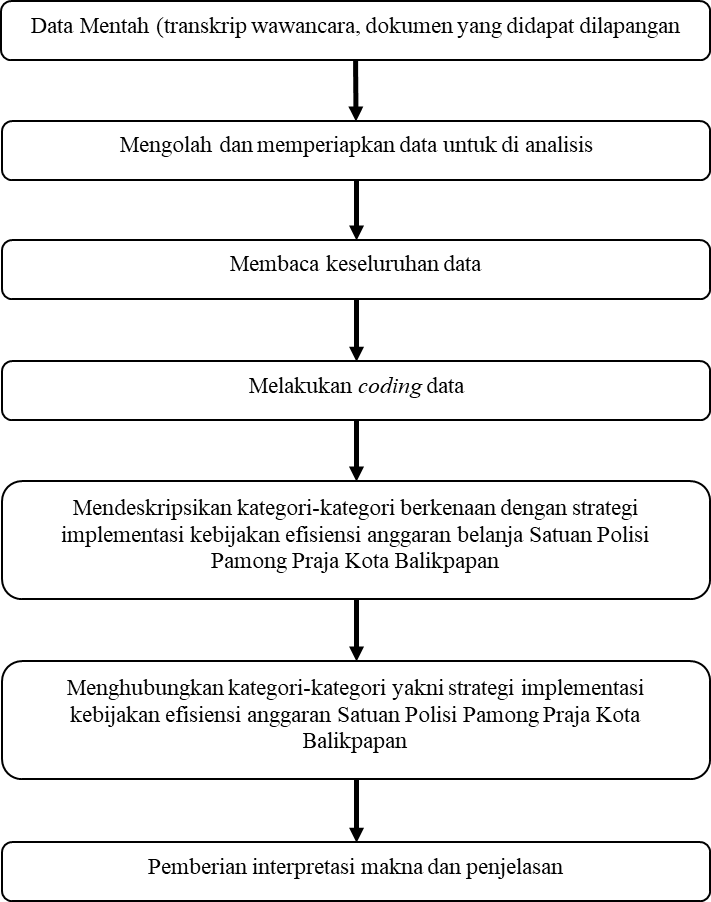 Data Mentah (transkrip wawancara, dokumen yang didapat dilapangan
Mengolah dan memperiapkan data untuk di analisis
Membaca keseluruhan data
Melakukan coding data
Mendeskripsikan kategori-kategori berkenaan dengan strategi
implementasi kebijakan efisiensi anggaran belanja Satuan Polisi
Pamong Praja Kota Balikpapan
Menghubungkan kategori-kategori yakni strategi implementasi
kebijakan efisiensi anggaran Satuan Polisi Pamong Praja Kota
Balikpapan
Pemberian interpretasi makna dan penjelasan